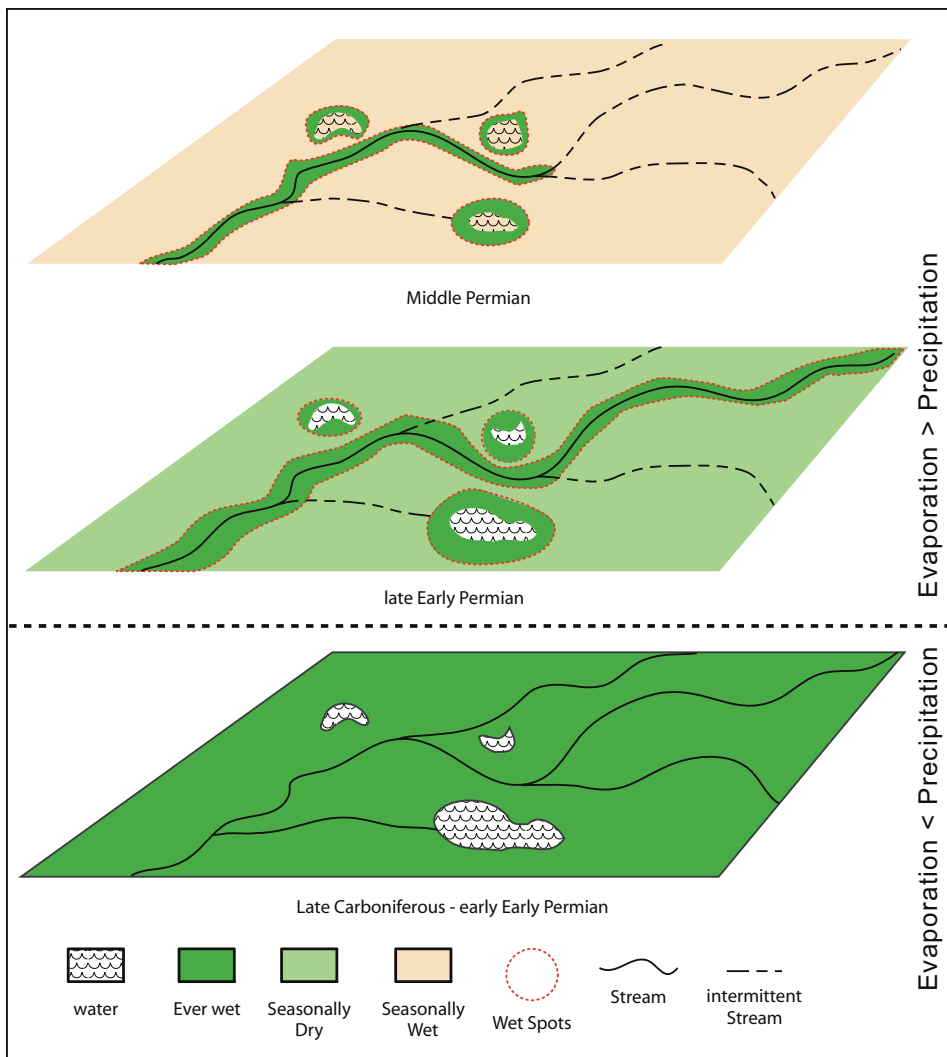 Middle Permian
late Early Permian
Evaporation > Precipitation
Late Carboniferous - early Early Permian
Evaporation < Precipitation
water
Ever wet
Seasonally
Dry
Seasonally
Wet
Wet Spots
Stream
intermittent
Stream